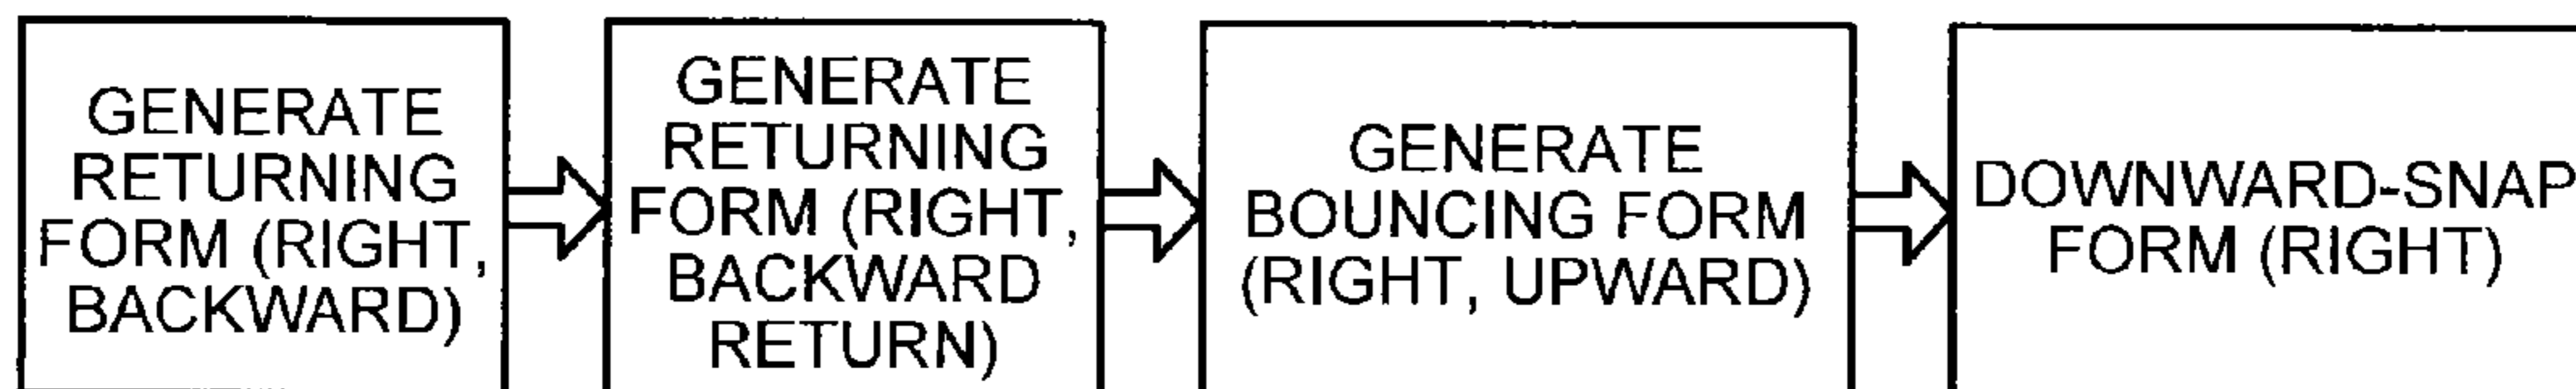 GENERATE
RETURNING
FORM (RIGHT,
BACKWARD)
GENERATE
RETURNING
FORM (RIGHT,
BACKWARD
RETURN)
GENERATE
BOUNCING FORM
(RIGHT, UPWARD)
DOWNWARD-SNAP
FORM (RIGHT)